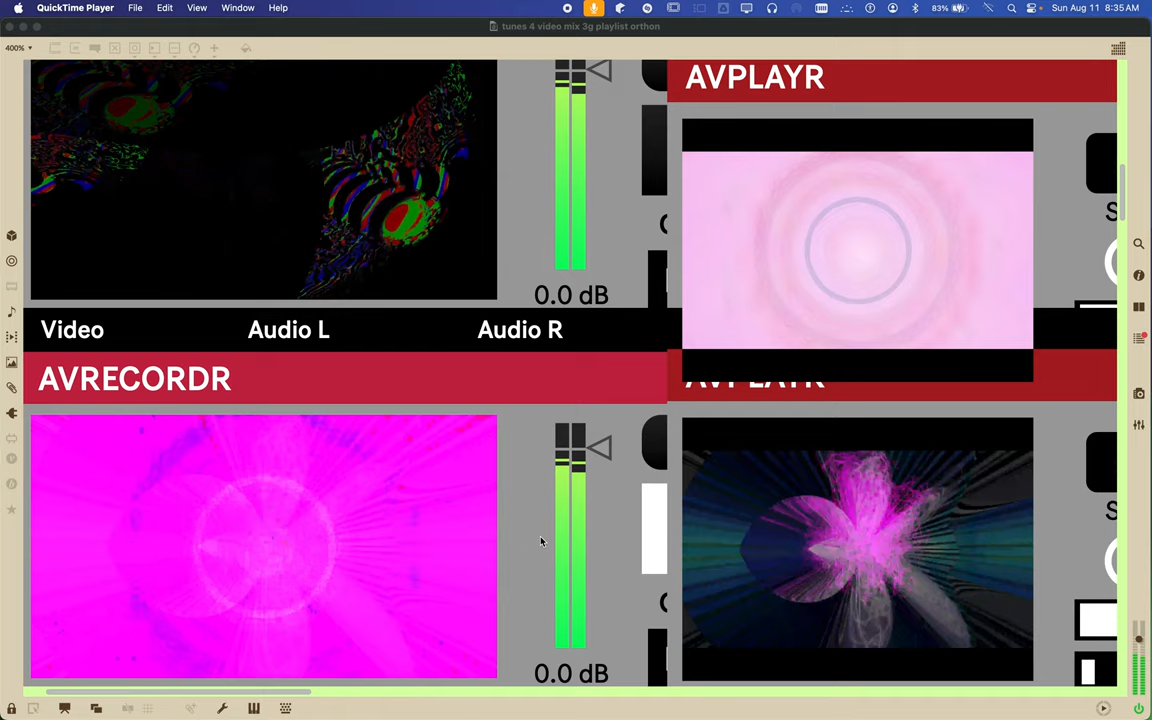 QuickTime Player File Edit View Window Help 83% Sun Aug 11 8:35 AM
tunes 4 video mix 3g playlist orthon
400%
AVPLAYR
0.0 dB
Video Audio L Audio R
AVRECORDR
AVPLAYR
0.0 dB